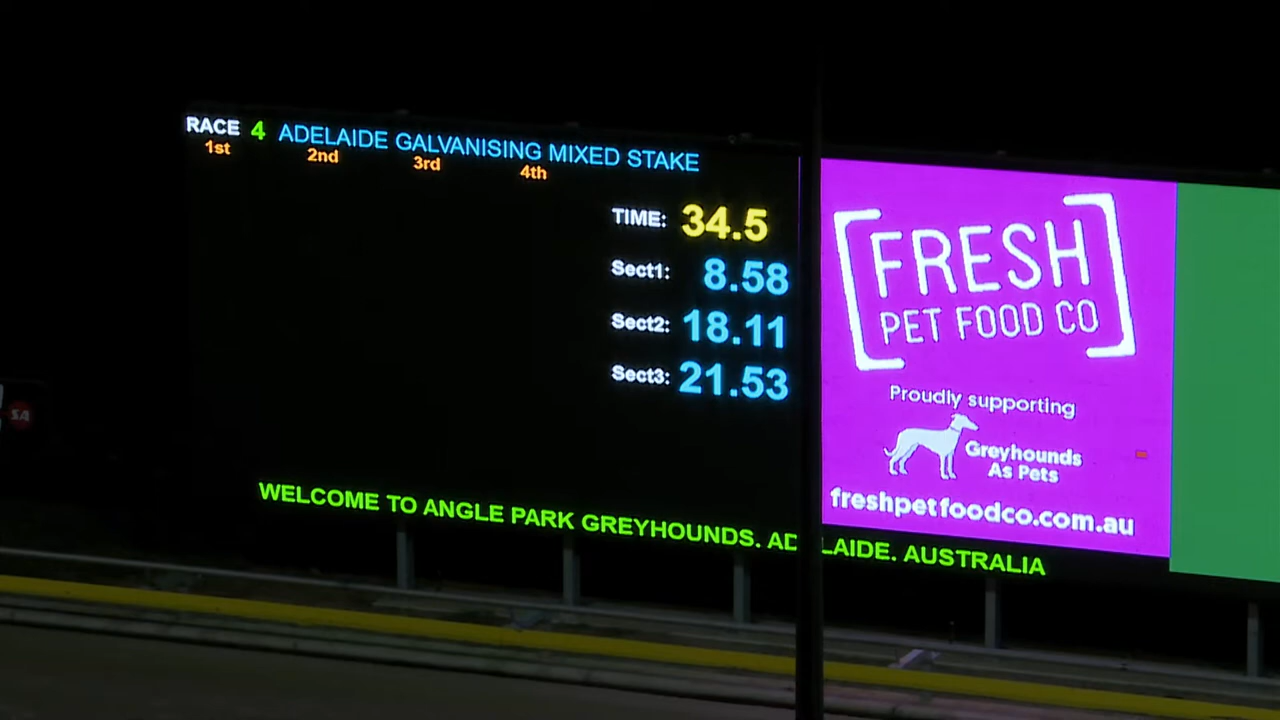 RACE 4 ADELAIDE GALVANISING MIXED STAKE
1st 2nd 3rd 4th
TIME: 34.5
Sect1: 8.58
Sect2: 18.11
Sect3: 21.53
WELCOME TO ANGLE PARK GREYHOUNDS. ADELAIDE. AUSTRALIA
[FRESH
PET FOOD CO]
Proudly supporting
Greyhounds
As Pets
freshpetfoodco.com.au
SA